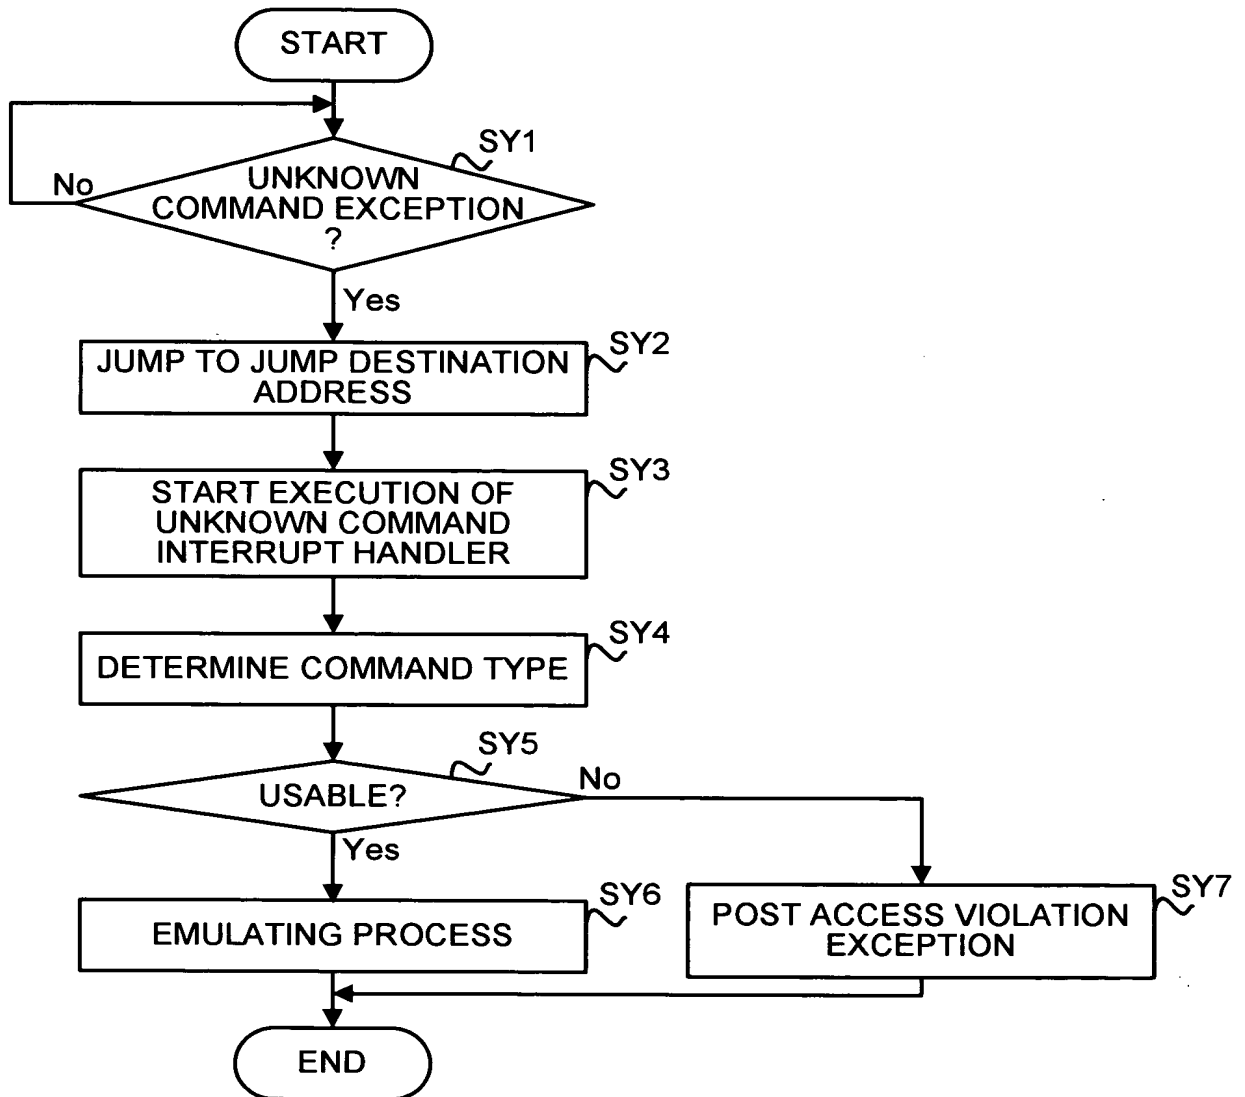 START
SY1
UNKNOWN
COMMAND EXCEPTION
?
No
Yes
SY2
JUMP TO JUMP DESTINATION
ADDRESS
SY3
START EXECUTION OF
UNKNOWN COMMAND
INTERRUPT HANDLER
SY4
DETERMINE COMMAND TYPE
SY5
USABLE?
No
Yes
SY6
EMULATING PROCESS
SY7
POST ACCESS VIOLATION
EXCEPTION
END